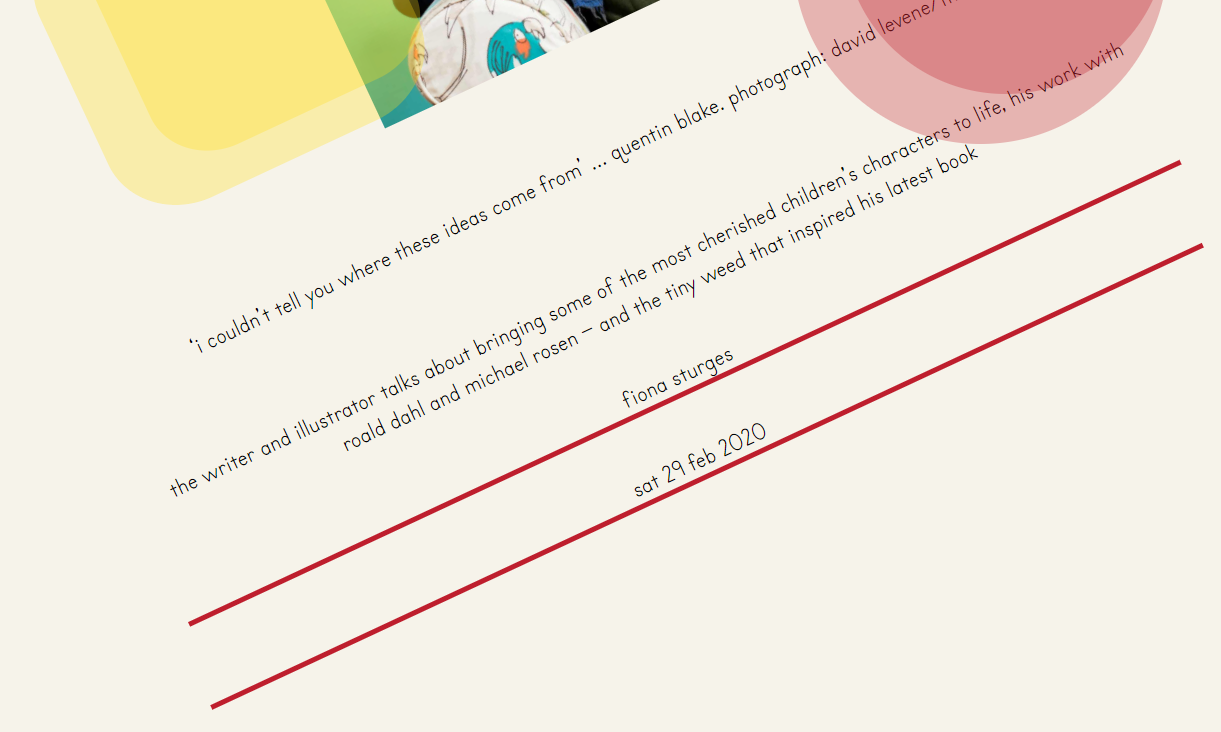 ‘i couldn’t tell you where these ideas come from’ ... quentin blake. photograph: david levene/
the writer and illustrator talks about bringing some of the most cherished children’s characters to life, his work with
roald dahl and michael rosen – and the tiny weed that inspired his latest book
fiona sturges
sat 29 feb 2020